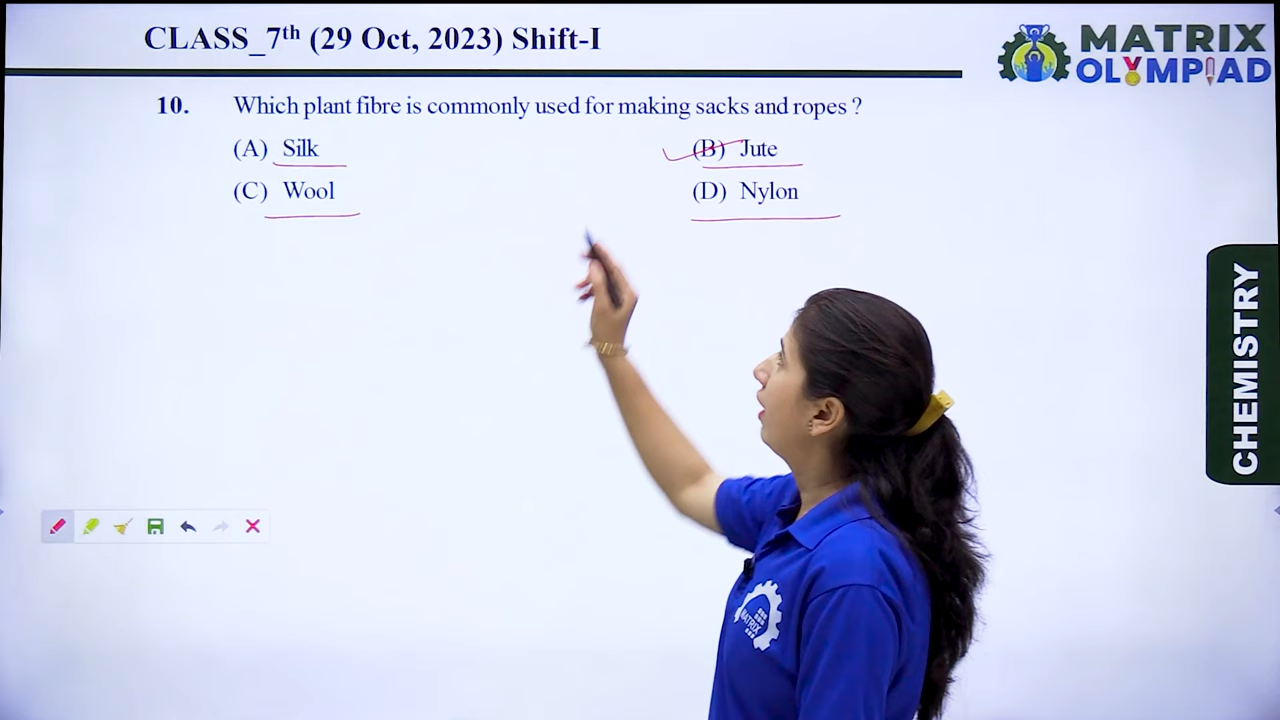 CLASS_7th (29 Oct, 2023) Shift-I
MATRIX
OLYMPIAD
10. Which plant fibre is commonly used for making sacks and ropes ?
(A) Silk (B) Jute
(C) Wool (D) Nylon
CHEMISTRY
MATRIX